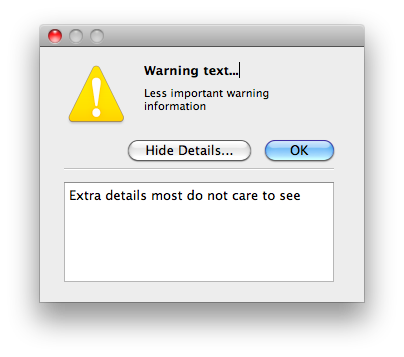 Warning text...
Less important warning
information
Hide Details... OK
Extra details most do not care to see